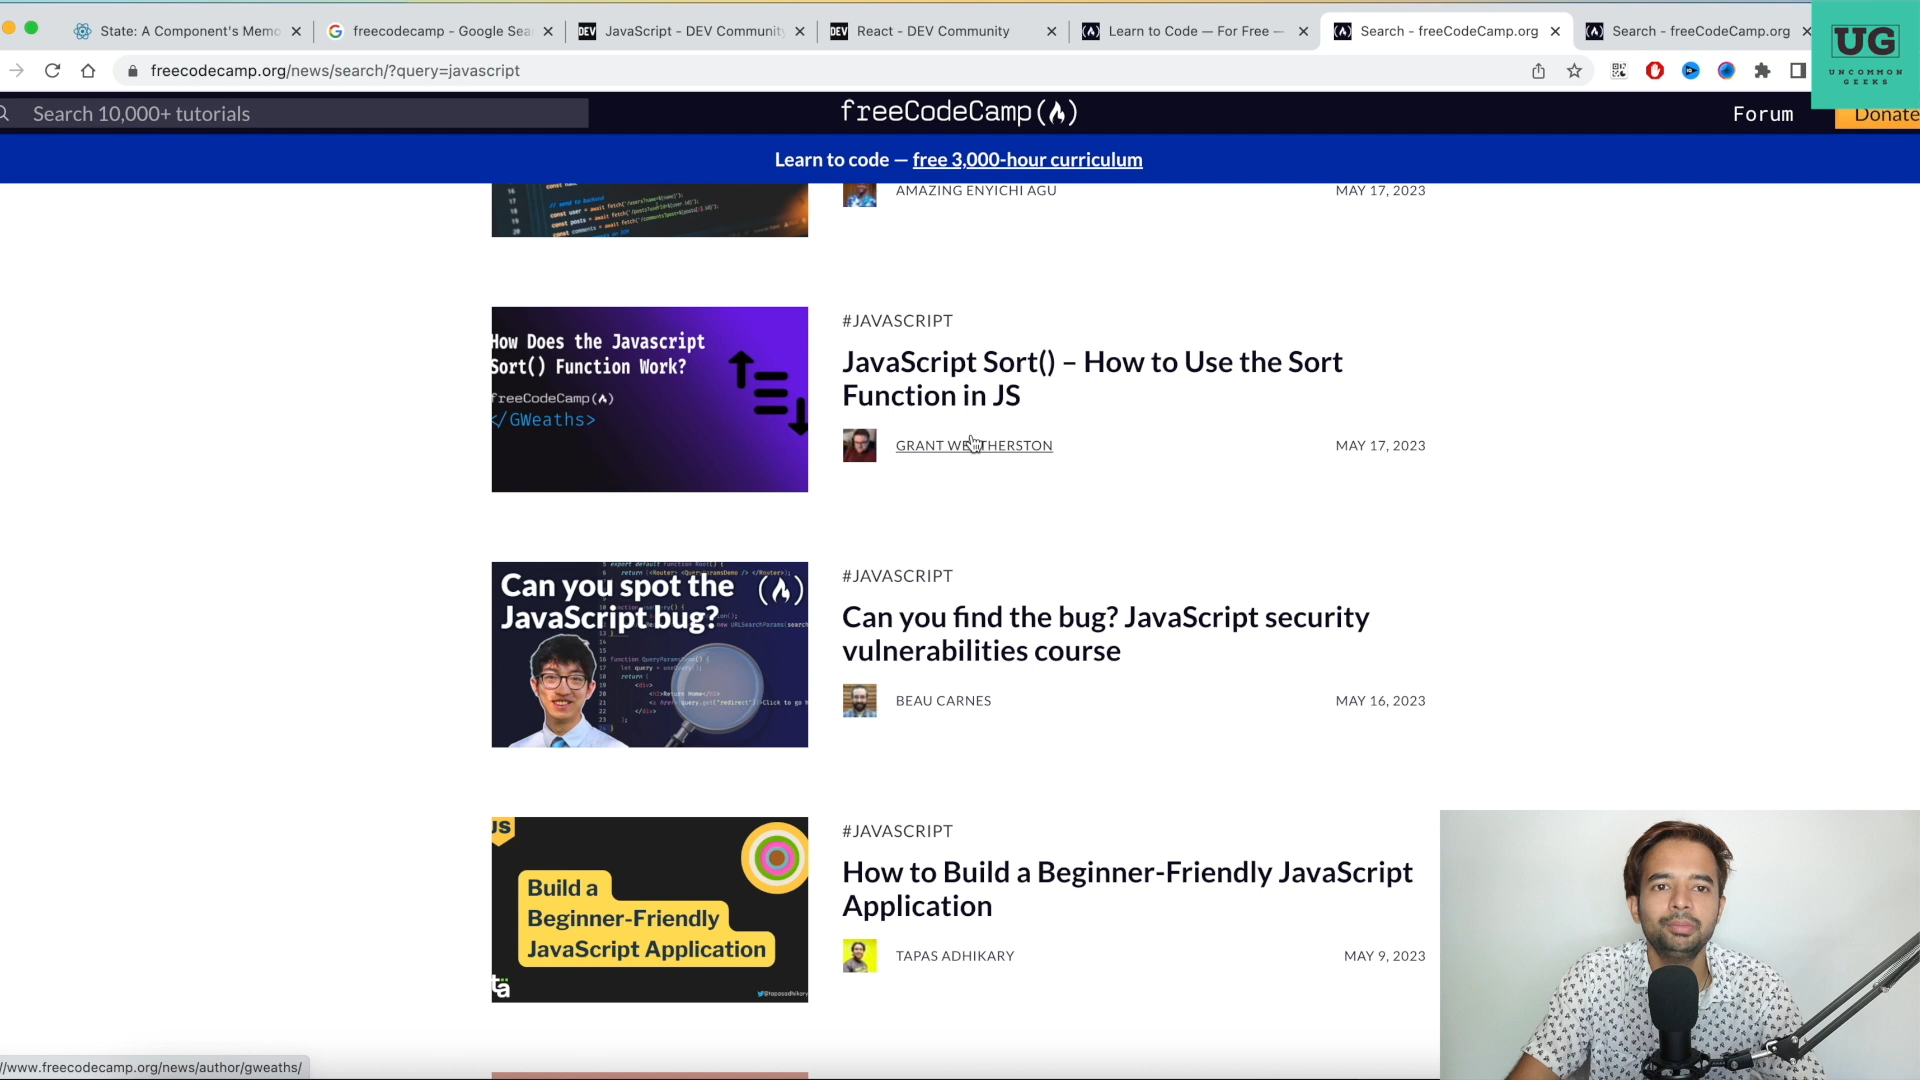 State: A Component's Memo
freecodecamp - Google Sea
JavaScript - DEV Community
React - DEV Community
Learn to Code — For Free —
Search - freeCodeCamp.org
Search - freeCodeCamp.org
UG
UNCOMMON
GEEKS
freecodecamp.org/news/search/?query=javascript
Search 10,000+ tutorials
freeCodeCamp
Forum
Donate
Learn to code — free 3,000-hour curriculum
AMAZING ENYICHI AGU
MAY 17, 2023
How Does the Javascript
Sort() Function Work?
freeCodeCamp
</GWeaths>
#JAVASCRIPT
JavaScript Sort() – How to Use the Sort
Function in JS
GRANT WEATHERSTON
MAY 17, 2023
Can you spot the
JavaScript bug?
#JAVASCRIPT
Can you find the bug? JavaScript security
vulnerabilities course
BEAU CARNES
MAY 16, 2023
JS
Build a
Beginner-Friendly
JavaScript Application
#JAVASCRIPT
How to Build a Beginner-Friendly JavaScript
Application
TAPAS ADHIKARY
MAY 9, 2023
//www.freecodecamp.org/news/author/gweaths/